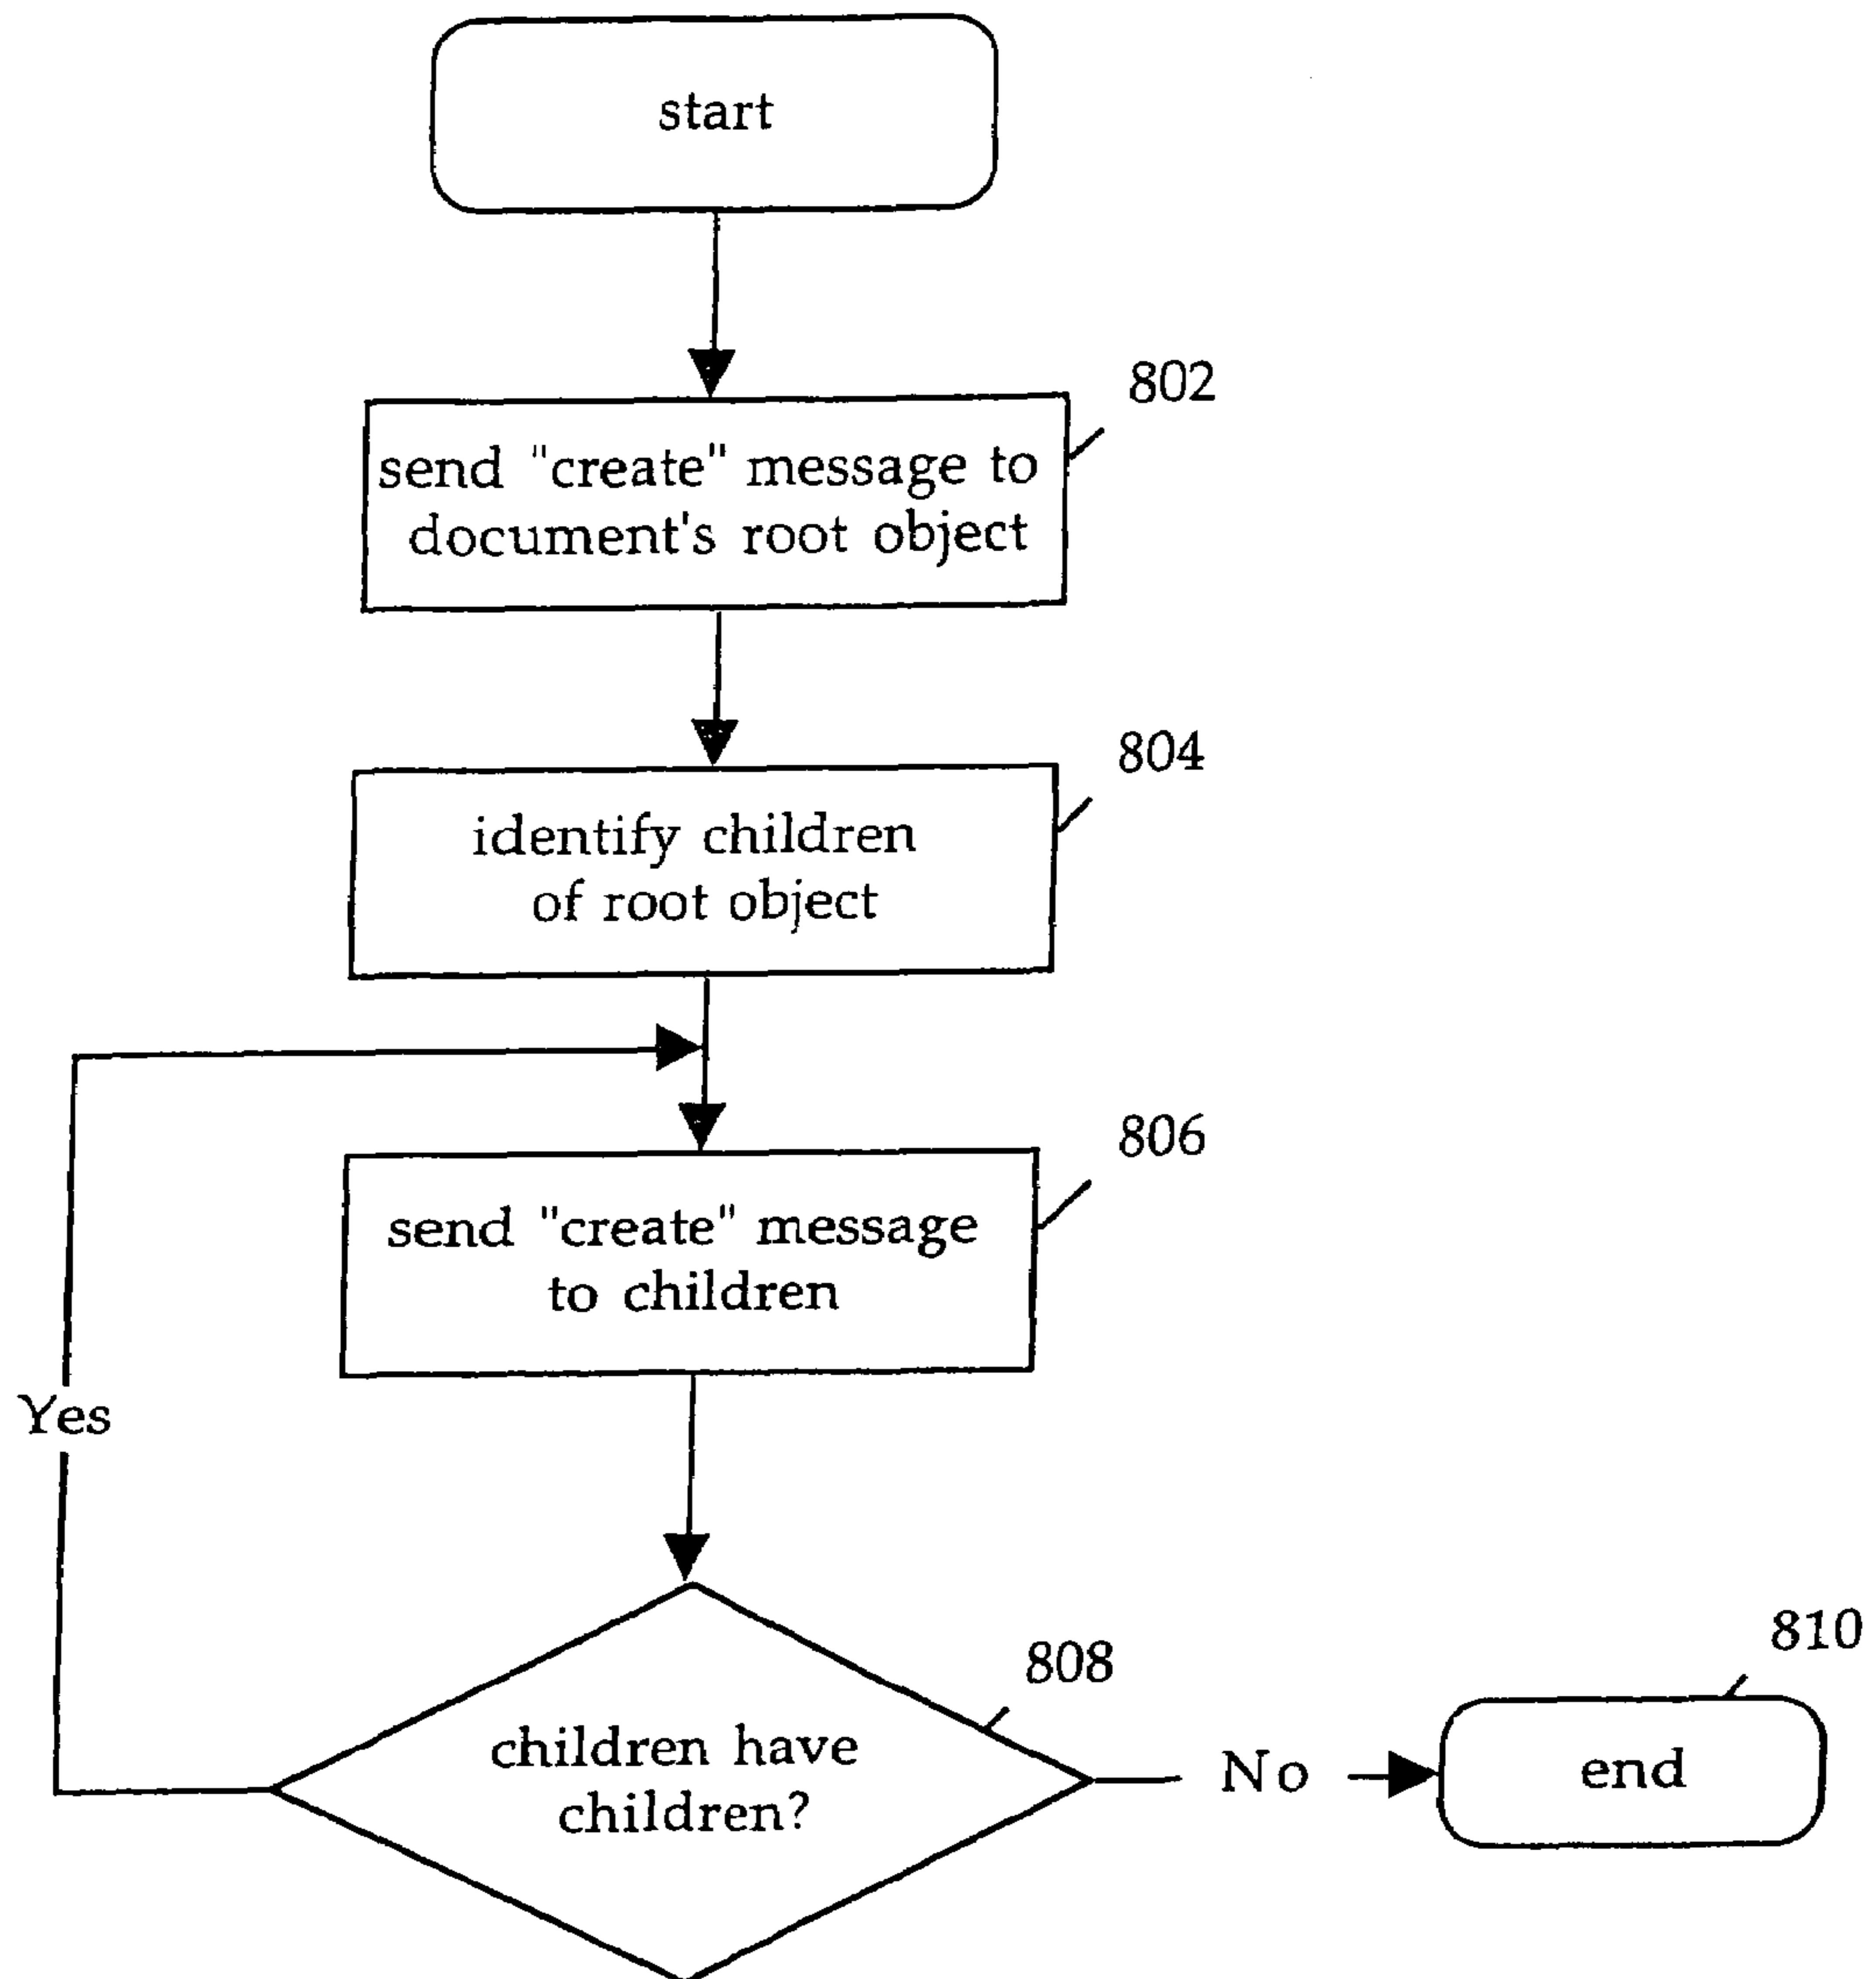 start
802
send "create" message to
document's root object
804
identify children
of root object
806
send "create" message
to children
Yes
808
children have
children?
No
810
end